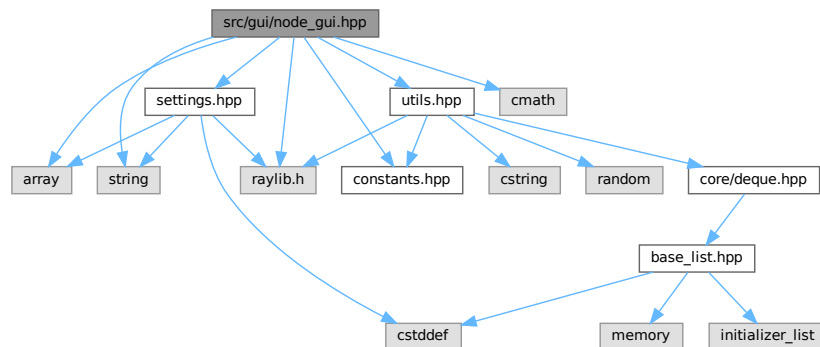 src/gui/node_gui.hpp
settings.hpp
utils.hpp
cmath
array
string
raylib.h
constants.hpp
cstring
random
core/deque.hpp
base_list.hpp
cstddef
memory
initializer_list